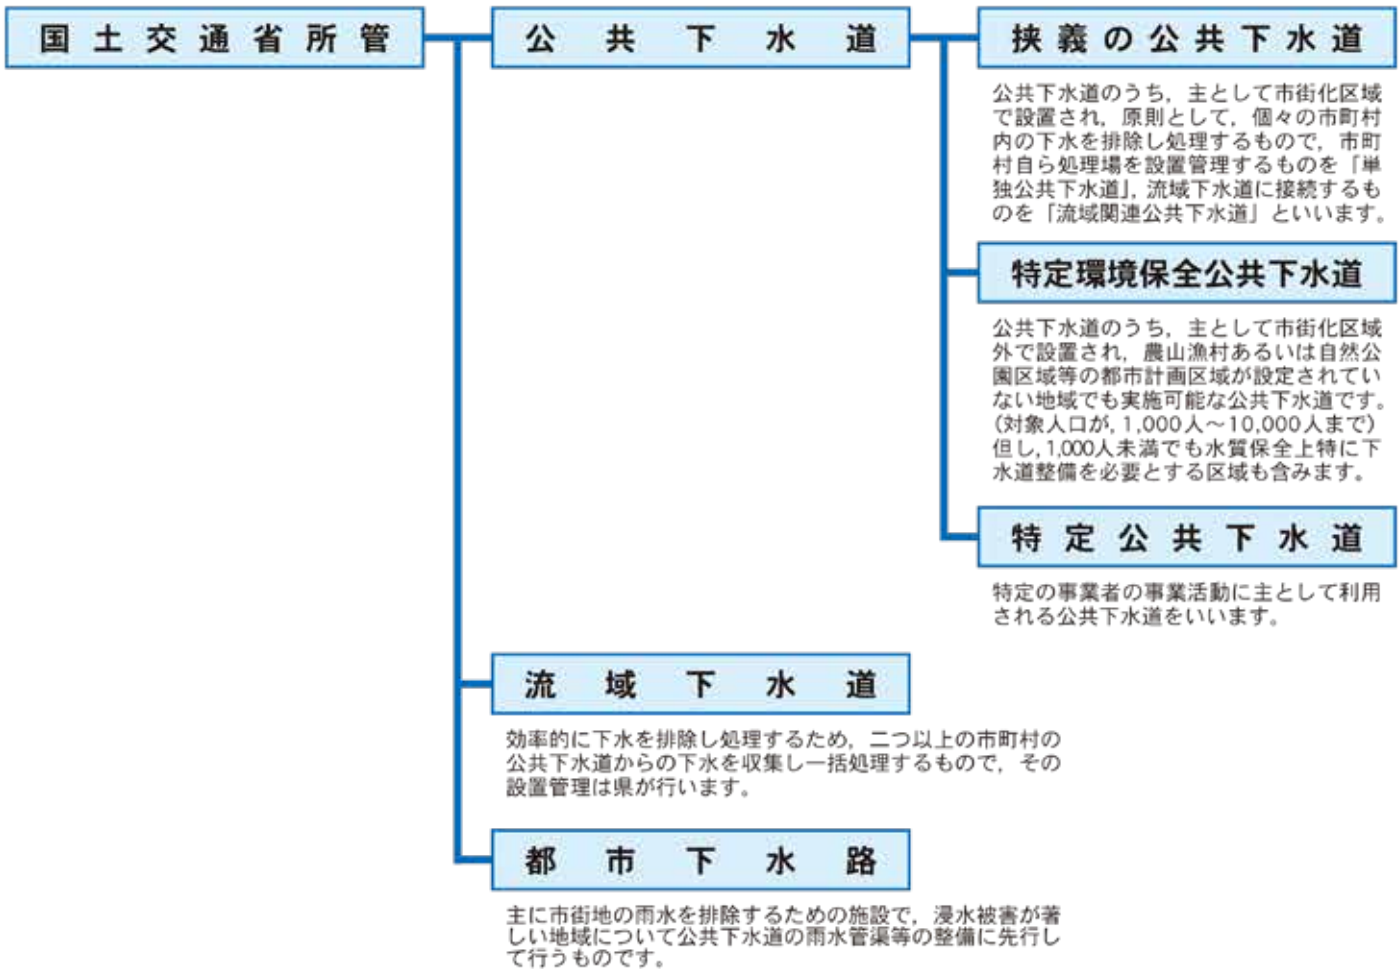 国土交通省所管
公共下水道
狭義の公共下水道
公共下水道のうち，主として市街化区域
で設置され，原則として，個々の市町村
内の下水を排除し処理するもので，市町
村自ら処理場を設置管理するものを「単
独公共下水道」，流域下水道に接続するも
のを「流域関連公共下水道」といいます。
特定環境保全公共下水道
公共下水道のうち，主として市街化区域
外で設置され，農山漁村あるいは自然公
園区域等の都市計画区域が設定されてい
ない地域でも実施可能な公共下水道です。
（対象人口が，1,000人～10,000人まで）
但し，1,000人未満でも水質保全上特に下
水道整備を必要とする区域も含みます。
特定公共下水道
特定の事業者の事業活動に主として利用
される公共下水道をいいます。
流域下水道
効率的に下水を排除し処理するため，二つ以上の市町村の
公共下水道からの下水を収集し一括処理するもので，その
設置管理は県が行います。
都市下水路
主に市街地の雨水を排除するための施設で，浸水被害が著
しい地域について公共下水道の雨水管渠等の整備に先行し
て行うものです。